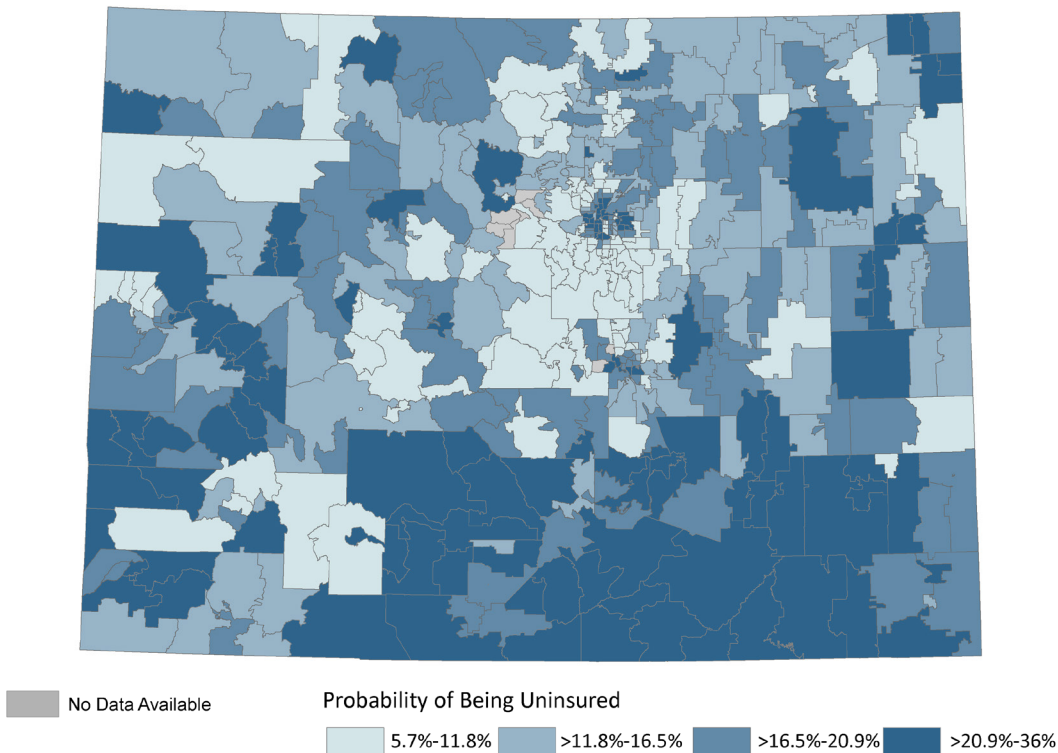 No Data Available
Probability of Being Uninsured
5.7%-11.8%
>11.8%-16.5%
>16.5%-20.9%
>20.9%-36%